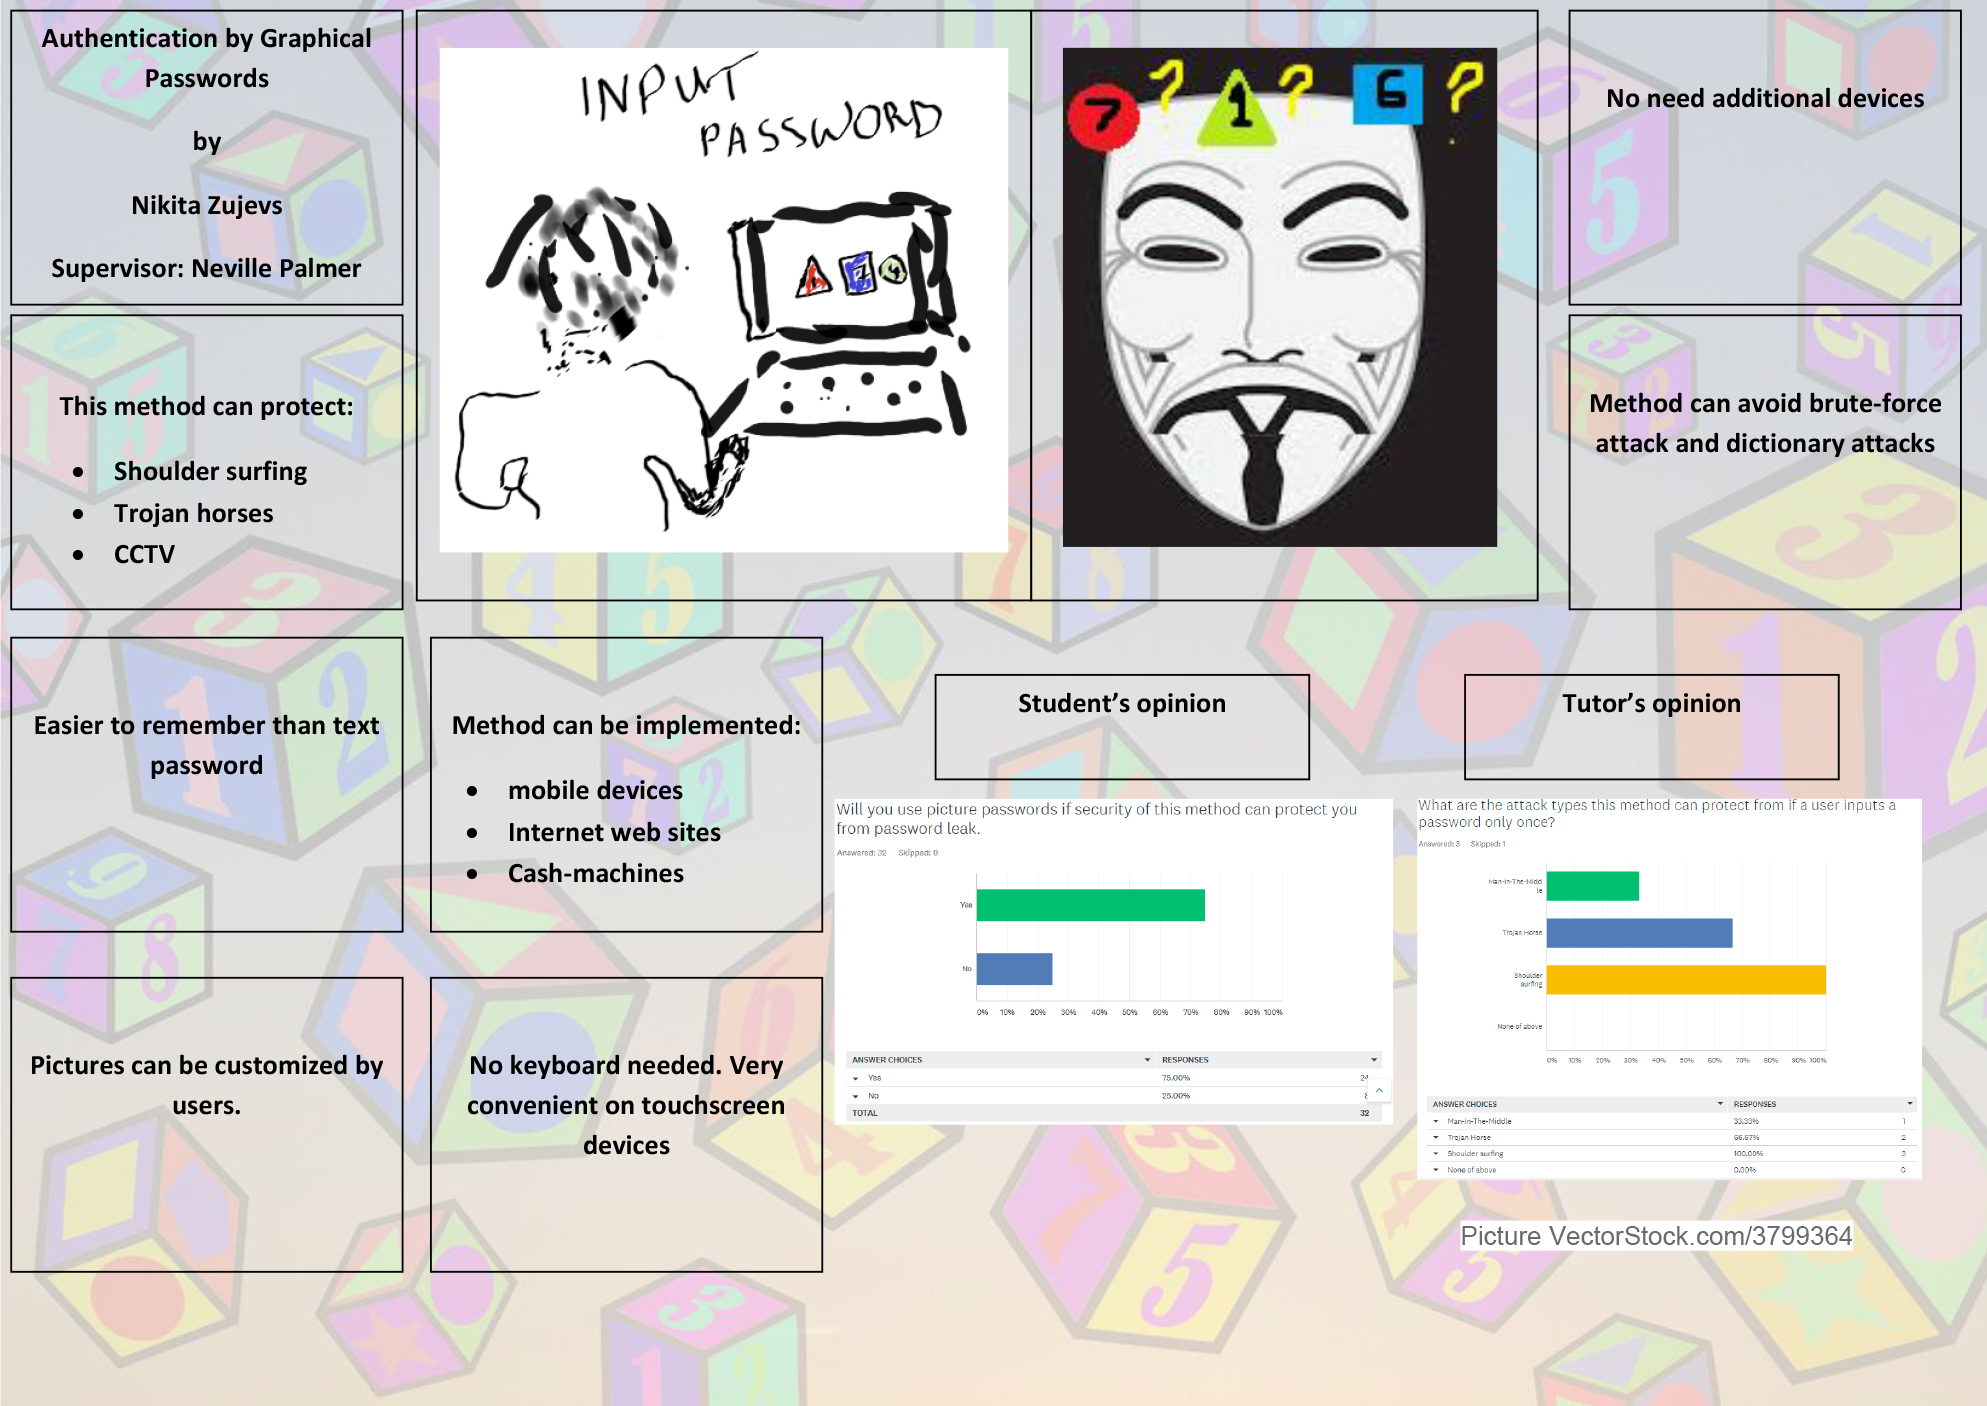 Authentication by Graphical
Passwords
by
Nikita Zujevs
Supervisor: Neville Palmer
This method can protect:
• Shoulder surfing
• Trojan horses
• CCTV
INPUT
PASSWORD
1 7 4
7 ? 1 ? 6 ?
No need additional devices
Method can avoid brute-force
attack and dictionary attacks
Easier to remember than text
password
Method can be implemented:
• mobile devices
• Internet web sites
• Cash-machines
Pictures can be customized by
users.
No keyboard needed. Very
convenient on touchscreen
devices
Student’s opinion
Will you use picture passwords if security of this method can protect you
from password leak.
Answered: 32 Skipped: 0
Yes
No
0% 10% 20% 30% 40% 50% 60% 70% 80% 90% 100%
ANSWER CHOICES RESPONSES
Yes 75.00% 24
No 25.00% 8
TOTAL 32
Tutor’s opinion
What are the attack types this method can protect from if a user inputs a
password only once?
Answered: 3 Skipped: 1
Man-In-The-Midd
le
Trojan Horse
Shoulder
surfing
None of above
0% 10% 20% 30% 40% 50% 60% 70% 80% 90% 100%
ANSWER CHOICES RESPONSES
Man-In-The-Middle 33.33% 1
Trojan Horse 66.67% 2
Shoulder surfing 100.00% 3
None of above 0.00% 0
Picture VectorStock.com/3799364